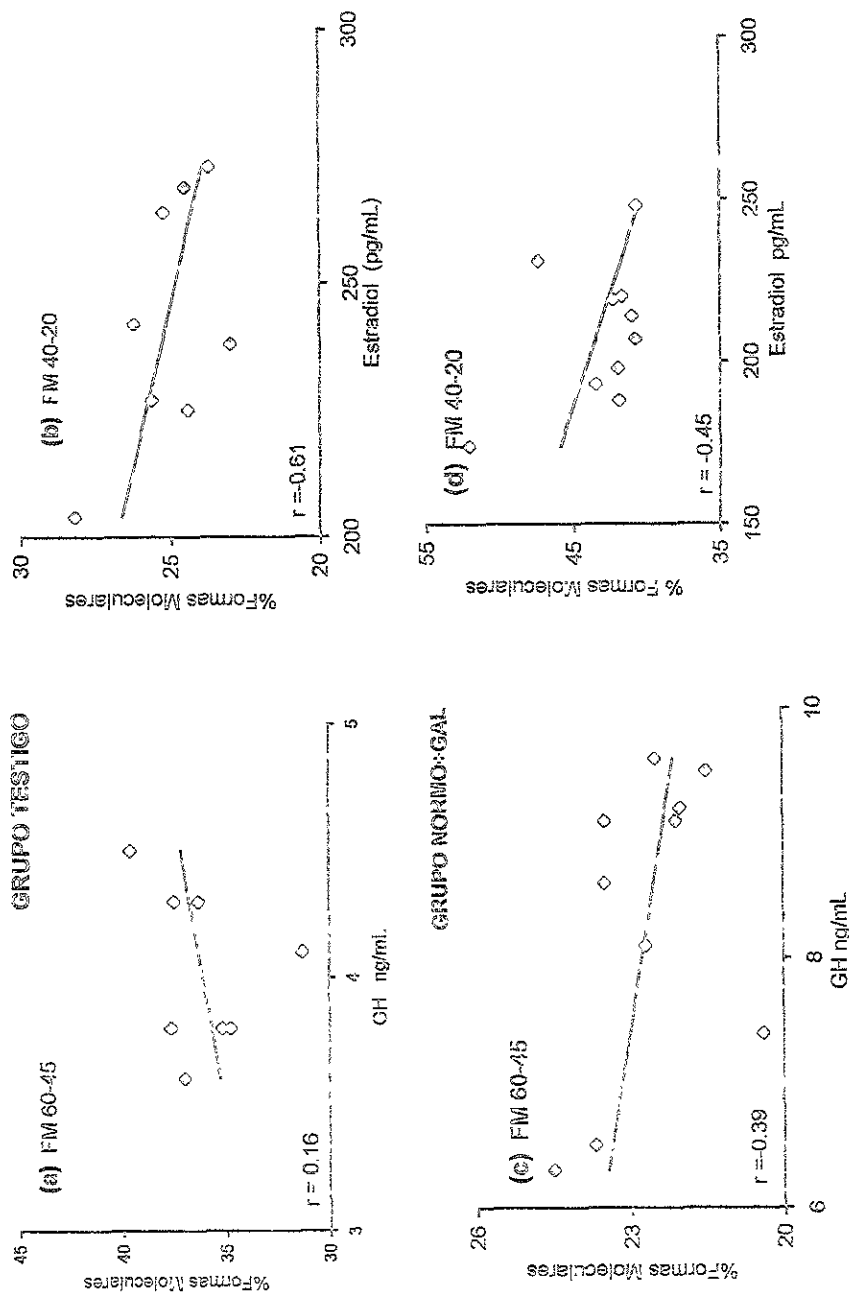 GRUPO TESTIGO
(a) FM 60-45
45
40
35
30
%Formas Moleculares
r = 0.16
3
4
5
GH ng/mL
(b) FM 40-20
30
25
20
%Formas Moleculares
r =-0.61
200
250
300
Estradiol (pg/mL)
GRUPO NORMO+GAL
(c) FM 60-45
26
23
20
%Formas Moleculares
r =-0.39
6
8
10
GH ng/mL
(d) FM 40-20
55
45
35
% Formas Moleculares
r = -0.45
150
200
250
300
Estradiol pg/mL